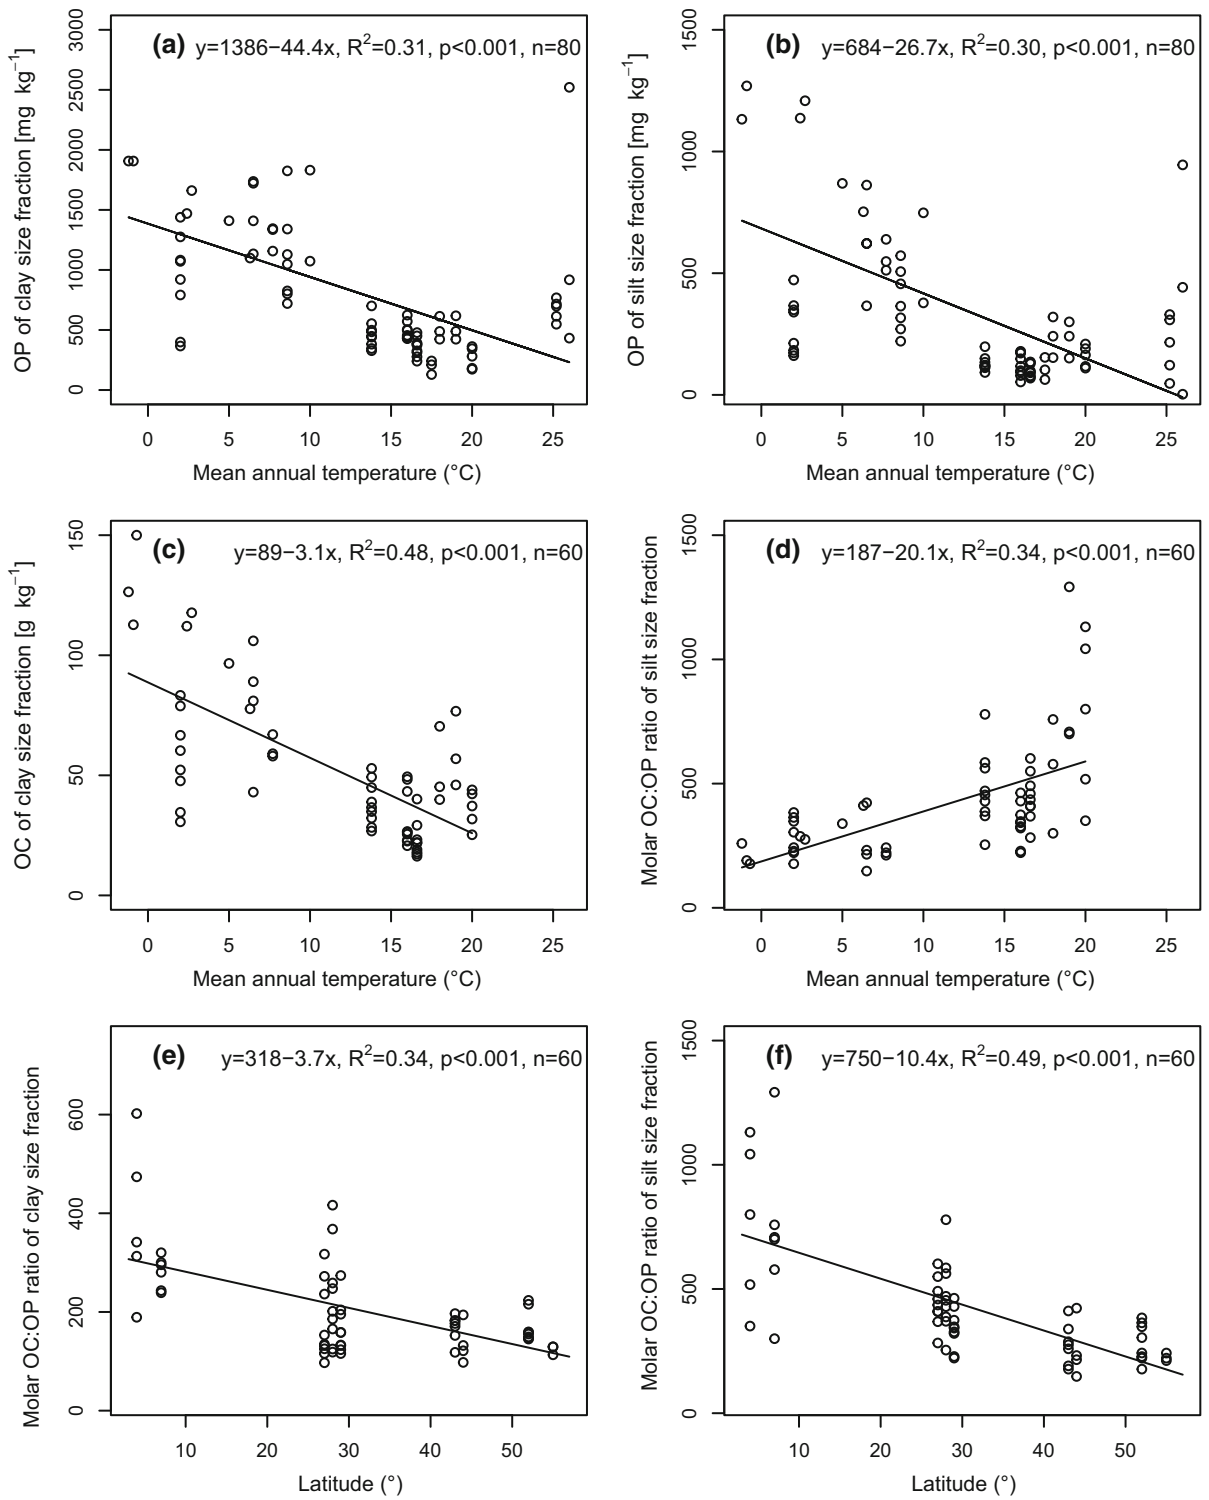 (a) y=1386−44.4x, R²=0.31, p<0.001, n=80
OP of clay size fraction [mg kg⁻¹]
0 500 1000 1500 2000 2500 3000
0 5 10 15 20 25
Mean annual temperature (°C)
(b) y=684−26.7x, R²=0.30, p<0.001, n=80
OP of silt size fraction [mg kg⁻¹]
0 500 1000 1500
0 5 10 15 20 25
Mean annual temperature (°C)
(c) y=89−3.1x, R²=0.48, p<0.001, n=60
OC of clay size fraction [g kg⁻¹]
0 50 100 150
0 5 10 15 20 25
Mean annual temperature (°C)
(d) y=187−20.1x, R²=0.34, p<0.001, n=60
Molar OC:OP ratio of silt size fraction
0 500 1000 1500
0 5 10 15 20 25
Mean annual temperature (°C)
(e) y=318−3.7x, R²=0.34, p<0.001, n=60
Molar OC:OP ratio of clay size fraction
0 200 400 600
10 20 30 40 50
Latitude (°)
(f) y=750−10.4x, R²=0.49, p<0.001, n=60
Molar OC:OP ratio of silt size fraction
0 500 1000 1500
10 20 30 40 50
Latitude (°)